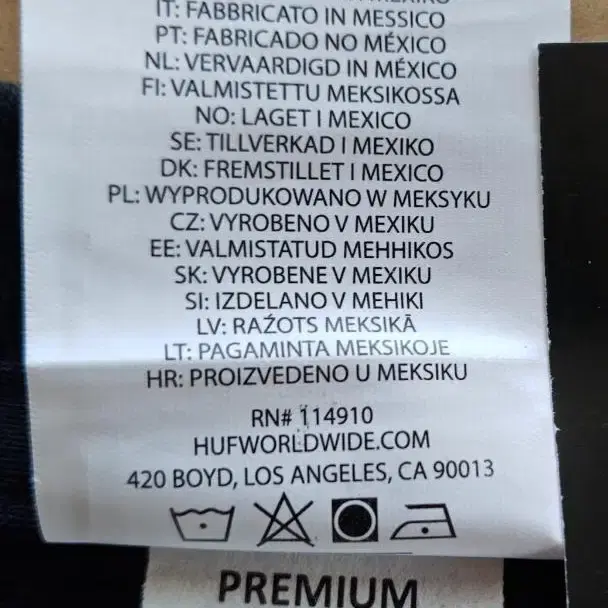 IT: FABBRICATO IN MESSICO
PT: FABRICADO NO MÉXICO
NL: VERVAARDIGD IN MÉXICO
FI: VALMISTETTU MEKSIKOSSA
NO: LAGET I MEXICO
SE: TILLVERKAD I MEXIKO
DK: FREMSTILLET I MEXICO
PL: WYPRODUKOWANO W MEKSYKU
CZ: VYROBENO V MEXIKU
EE: VALMISTATUD MEHHIKOS
SK: VYROBENE V MEXIKU
SI: IZDELANO V MEHIKI
LV: RAŹOTS MEKSIKĀ
LT: PAGAMINTA MEKSIKOJE
HR: PROIZVEDENO U MEKSIKU
RN# 114910
HUFWORLDWIDE.COM
420 BOYD, LOS ANGELES, CA 90013
PREMIUM